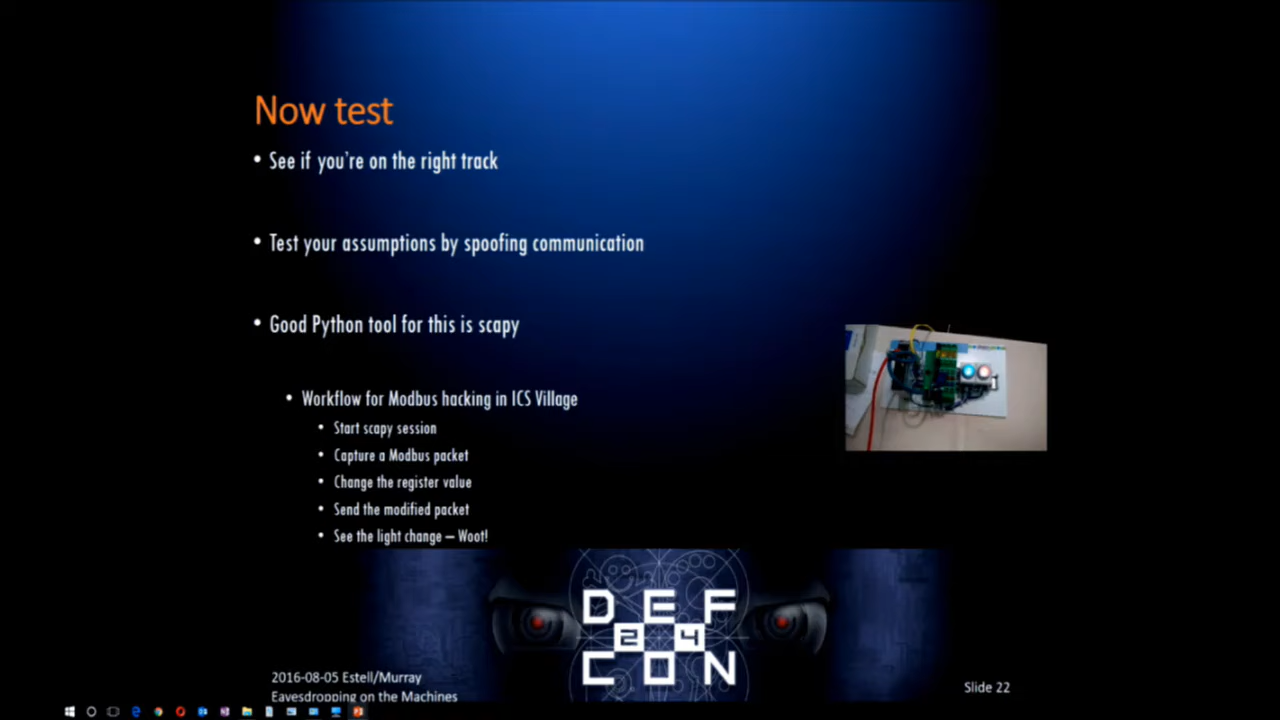 Now test
• See if you're on the right track
• Test your assumptions by spoofing communication
• Good Python tool for this is scapy
• Workflow for Modbus hacking in ICS Village
• Start scapy session
• Capture a Modbus packet
• Change the register value
• Send the modified packet
• See the light change – Woot!
DEF
24
CON
2016-08-05 Estell/Murray
Eavesdropping on the Machines
Slide 22